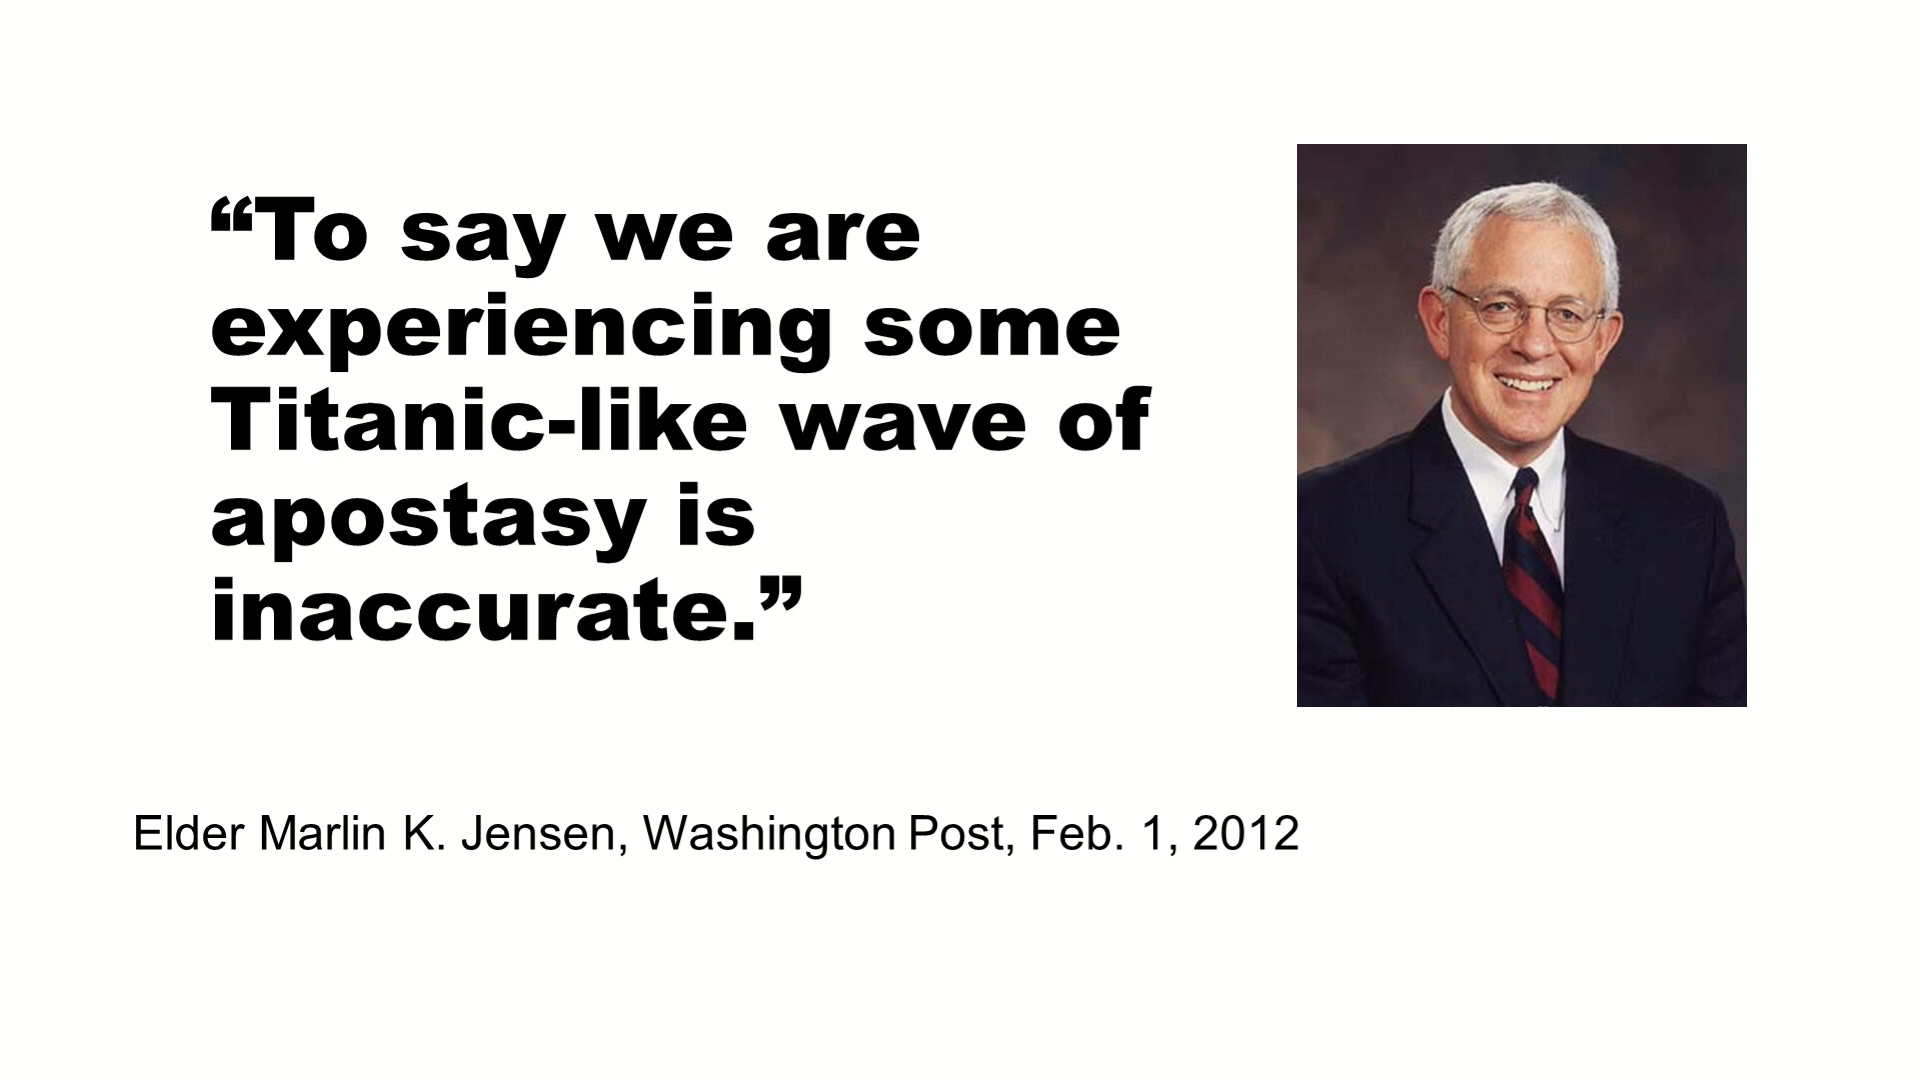 “To say we are
experiencing some
Titanic-like wave of
apostasy is
inaccurate.”
Elder Marlin K. Jensen, Washington Post, Feb. 1, 2012